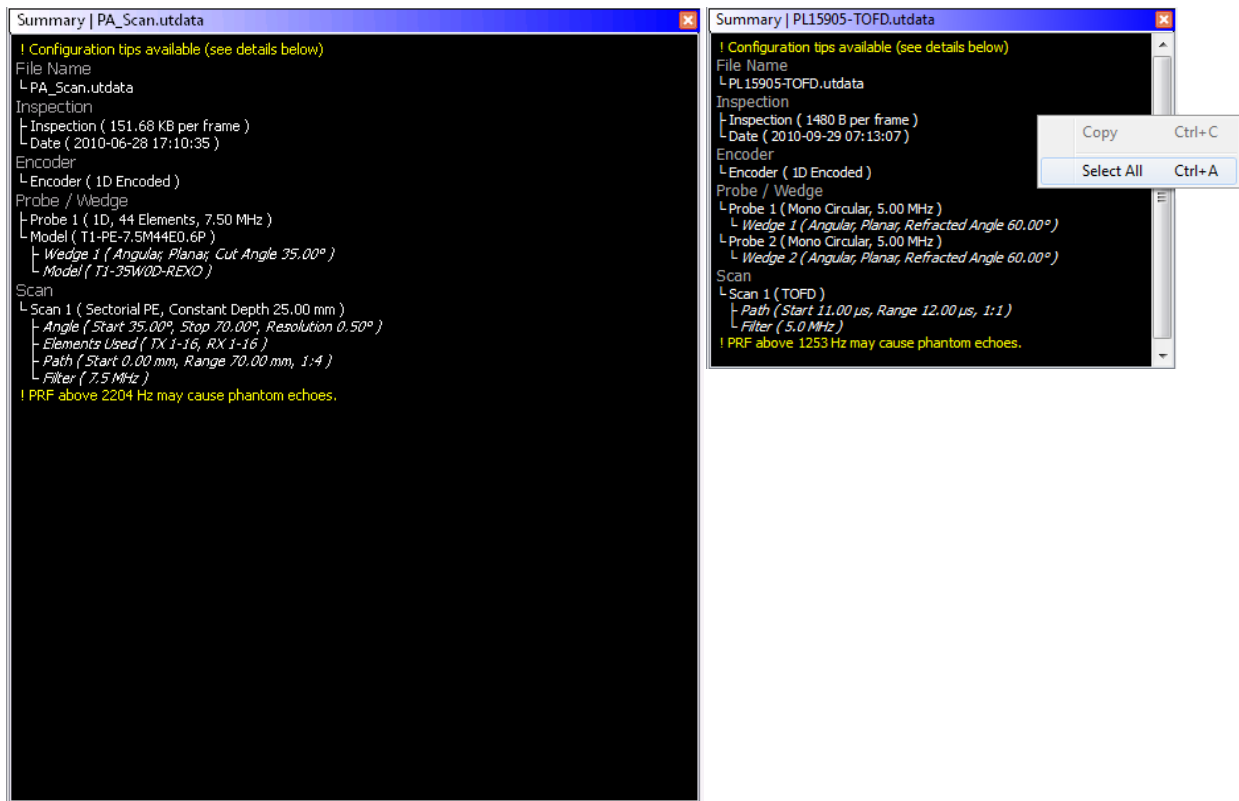 Summary | PA_Scan.utdata
! Configuration tips available (see details below)
File Name
PA_Scan.utdata
Inspection
Inspection ( 151.68 KB per frame )
Date ( 2010-06-28 17:10:35 )
Encoder
Encoder ( 1D Encoded )
Probe / Wedge
Probe 1 ( 1D, 44 Elements, 7.50 MHz )
Model ( T1-PE-7.5M44E0.6P )
Wedge 1 ( Angular, Planar, Cut Angle 35.00° )
Model ( T1-35W0D-REXO )
Scan
Scan 1 ( Sectorial PE, Constant Depth 25.00 mm )
Angle ( Start 35.00°, Stop 70.00°, Resolution 0.50° )
Elements Used ( TX 1-16, RX 1-16 )
Path ( Start 0.00 mm, Range 70.00 mm, 1:4 )
Filter ( 7.5 MHz )
! PRF above 2204 Hz may cause phantom echoes.
Summary | PL15905-TOFD.utdata
! Configuration tips available (see details below)
File Name
PL15905-TOFD.utdata
Inspection
Inspection ( 1480 B per frame )
Date ( 2010-09-29 07:13:07 )
Encoder
Encoder ( 1D Encoded )
Probe / Wedge
Probe 1 ( Mono Circular, 5.00 MHz )
Wedge 1 ( Angular, Planar, Refracted Angle 60.00° )
Probe 2 ( Mono Circular, 5.00 MHz )
Wedge 2 ( Angular, Planar, Refracted Angle 60.00° )
Scan
Scan 1 ( TOFD )
Path ( Start 11.00 µs, Range 12.00 µs, 1:1 )
Filter ( 5.0 MHz )
! PRF above 1253 Hz may cause phantom echoes.
Copy Ctrl+C
Select All Ctrl+A